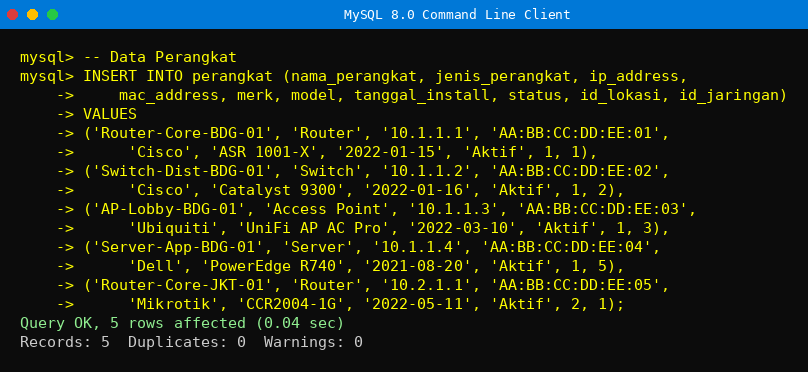 MySQL 8.0 Command Line Client
mysql> -- Data Perangkat
mysql> INSERT INTO perangkat (nama_perangkat, jenis_perangkat, ip_address,
    ->     mac_address, merk, model, tanggal_install, status, id_lokasi, id_jaringan)
    -> VALUES
    -> ('Router-Core-BDG-01', 'Router', '10.1.1.1', 'AA:BB:CC:DD:EE:01',
    ->      'Cisco', 'ASR 1001-X', '2022-01-15', 'Aktif', 1, 1),
    -> ('Switch-Dist-BDG-01', 'Switch', '10.1.1.2', 'AA:BB:CC:DD:EE:02',
    ->      'Cisco', 'Catalyst 9300', '2022-01-16', 'Aktif', 1, 2),
    -> ('AP-Lobby-BDG-01', 'Access Point', '10.1.1.3', 'AA:BB:CC:DD:EE:03',
    ->      'Ubiquiti', 'UniFi AP AC Pro', '2022-03-10', 'Aktif', 1, 3),
    -> ('Server-App-BDG-01', 'Server', '10.1.1.4', 'AA:BB:CC:DD:EE:04',
    ->      'Dell', 'PowerEdge R740', '2021-08-20', 'Aktif', 1, 5),
    -> ('Router-Core-JKT-01', 'Router', '10.2.1.1', 'AA:BB:CC:DD:EE:05',
    ->      'Mikrotik', 'CCR2004-1G', '2022-05-11', 'Aktif', 2, 1);
Query OK, 5 rows affected (0.04 sec)
Records: 5  Duplicates: 0  Warnings: 0